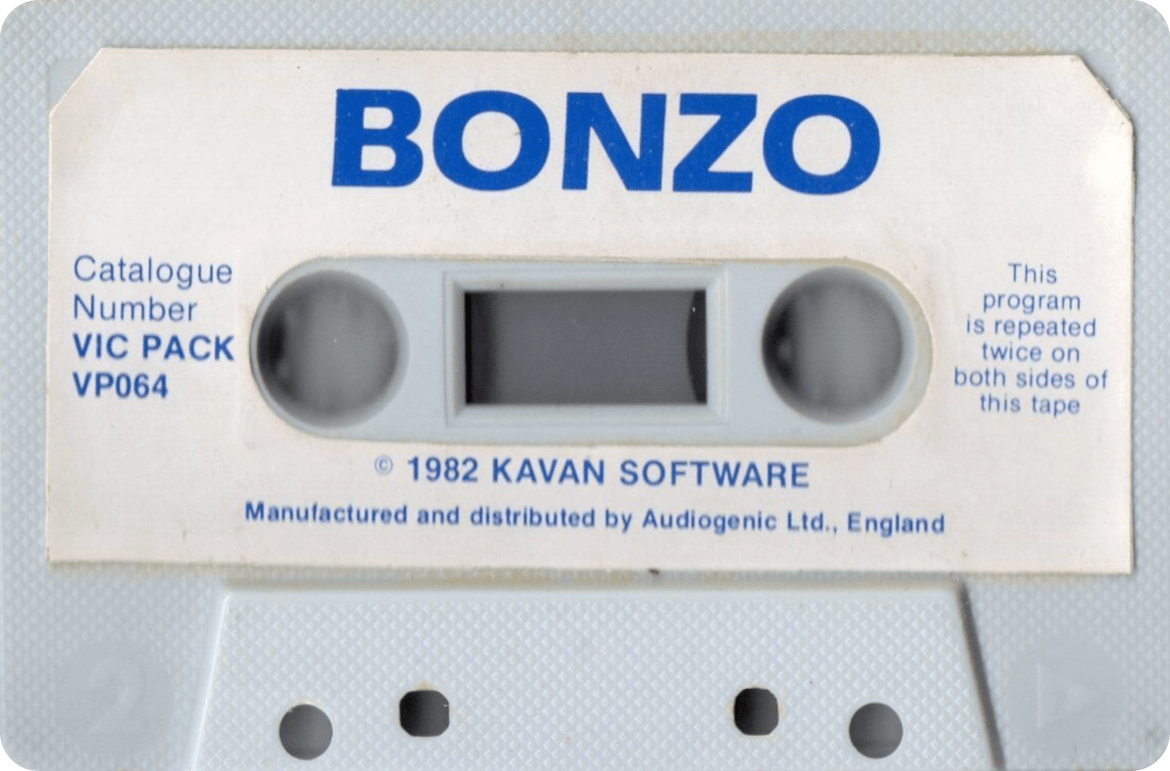 BONZO
Catalogue
Number
VIC PACK
VP064
This
program
is repeated
twice on
both sides of
this tape
© 1982 KAVAN SOFTWARE
Manufactured and distributed by Audiogenic Ltd., England
2